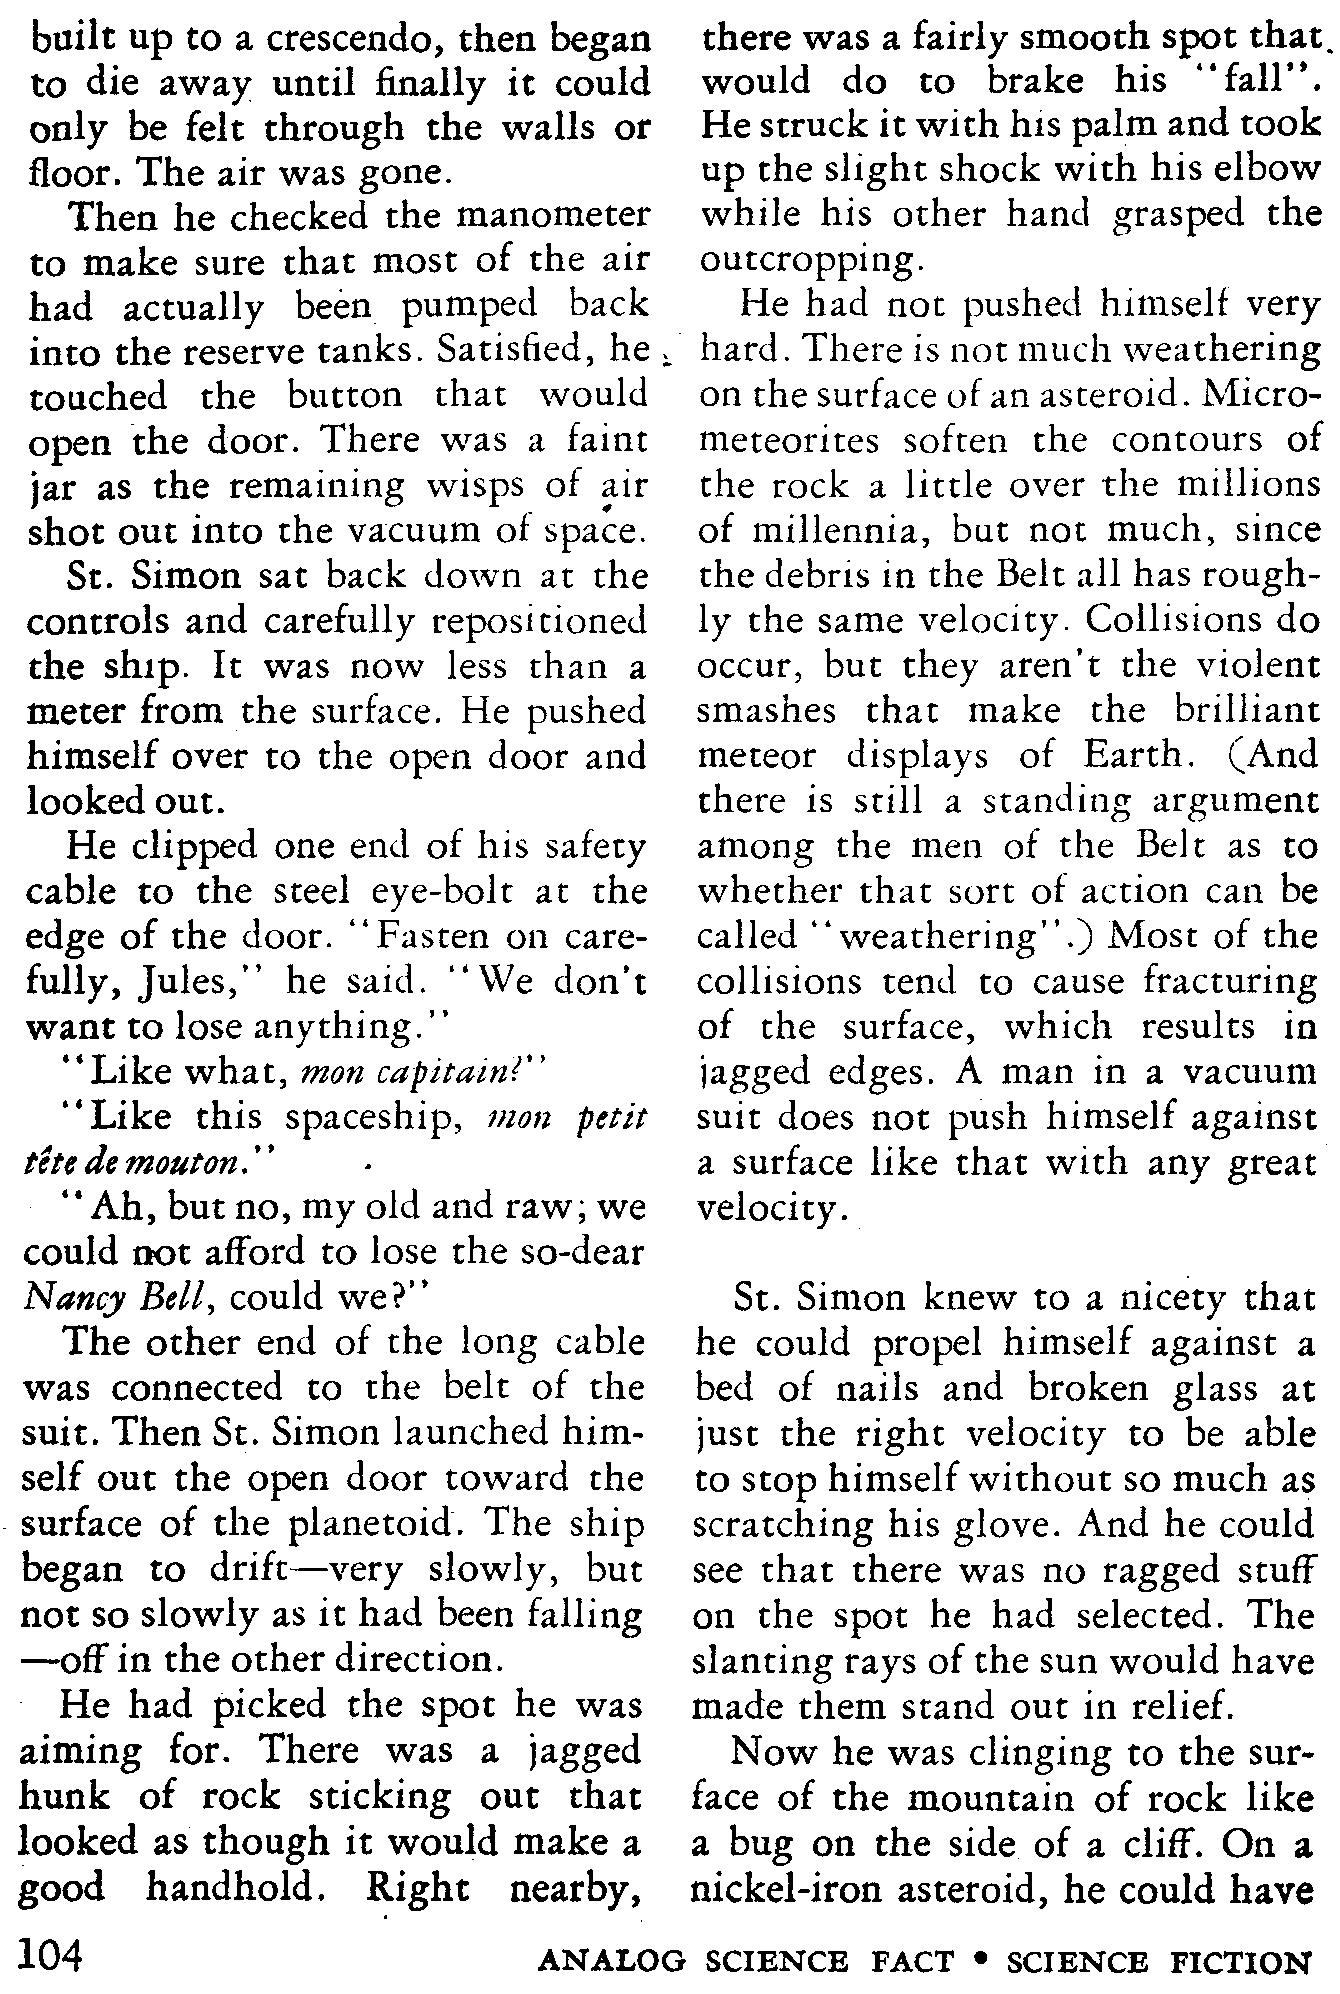 built up to a crescendo, then began
to die away until finally it could
only be felt through the walls or
floor. The air was gone.
Then he checked the manometer
to make sure that most of the air
had actually been pumped back
into the reserve tanks. Satisfied, he
touched the button that would
open the door. There was a faint
jar as the remaining wisps of air
shot out into the vacuum of space.
St. Simon sat back down at the
controls and carefully repositioned
the ship. It was now less than a
meter from the surface. He pushed
himself over to the open door and
looked out.
He clipped one end of his safety
cable to the steel eye-bolt at the
edge of the door. "Fasten on care-
fully, Jules," he said. "We don't
want to lose anything."
"Like what, mon capitain?"
"Like this spaceship, mon petit
tête de mouton."
"Ah, but no, my old and raw; we
could not afford to lose the so-dear
Nancy Bell, could we?"
The other end of the long cable
was connected to the belt of the
suit. Then St. Simon launched him-
self out the open door toward the
surface of the planetoid. The ship
began to drift—very slowly, but
not so slowly as it had been falling
—off in the other direction.
He had picked the spot he was
aiming for. There was a jagged
hunk of rock sticking out that
looked as though it would make a
good handhold. Right nearby,
there was a fairly smooth spot that
would do to brake his "fall".
He struck it with his palm and took
up the slight shock with his elbow
while his other hand grasped the
outcropping.
He had not pushed himself very
hard. There is not much weathering
on the surface of an asteroid. Micro-
meteorites soften the contours of
the rock a little over the millions
of millennia, but not much, since
the debris in the Belt all has rough-
ly the same velocity. Collisions do
occur, but they aren't the violent
smashes that make the brilliant
meteor displays of Earth. (And
there is still a standing argument
among the men of the Belt as to
whether that sort of action can be
called "weathering".) Most of the
collisions tend to cause fracturing
of the surface, which results in
jagged edges. A man in a vacuum
suit does not push himself against
a surface like that with any great
velocity.
St. Simon knew to a nicety that
he could propel himself against a
bed of nails and broken glass at
just the right velocity to be able
to stop himself without so much as
scratching his glove. And he could
see that there was no ragged stuff
on the spot he had selected. The
slanting rays of the sun would have
made them stand out in relief.
Now he was clinging to the sur-
face of the mountain of rock like
a bug on the side of a cliff. On a
nickel-iron asteroid, he could have
104
ANALOG SCIENCE FACT • SCIENCE FICTION